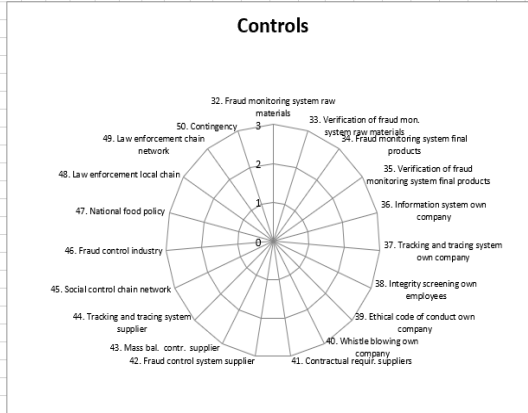 Controls
32. Fraud monitoring system raw
materials
33. Verification of fraud mon.
system raw materials
34. Fraud monitoring system final
products
35. Verification of fraud
monitoring system final products
36. Information system own
company
37. Tracking and tracing system
own company
38. Integrity screening own
employees
39. Ethical code of conduct own
company
40. Whistle blowing own
company
41. Contractual requir. suppliers
42. Fraud control system supplier
43. Mass bal. contr. supplier
44. Tracking and tracing system
supplier
45. Social control chain network
46. Fraud control industry
47. National food policy
48. Law enforcement local chain
49. Law enforcement chain
network
50. Contingency
3
2
1
0